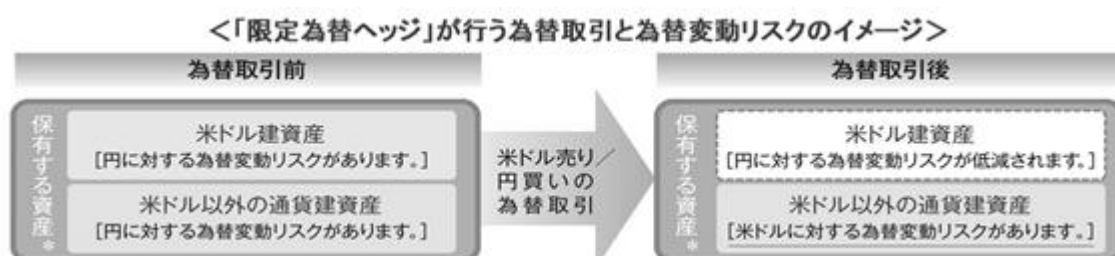 <「限定為替ヘッジ」が行う為替取引と為替変動リスクのイメージ>
為替取引前
為替取引後
保有する資産*
米ドル建資産
[円に対する為替変動リスクがあります。]
米ドル以外の通貨建資産
[円に対する為替変動リスクがあります。]
米ドル売り/
円買いの
為替取引
保有する資産*
米ドル建資産
[円に対する為替変動リスクが低減されます。]
米ドル以外の通貨建資産
[米ドルに対する為替変動リスクがあります。]